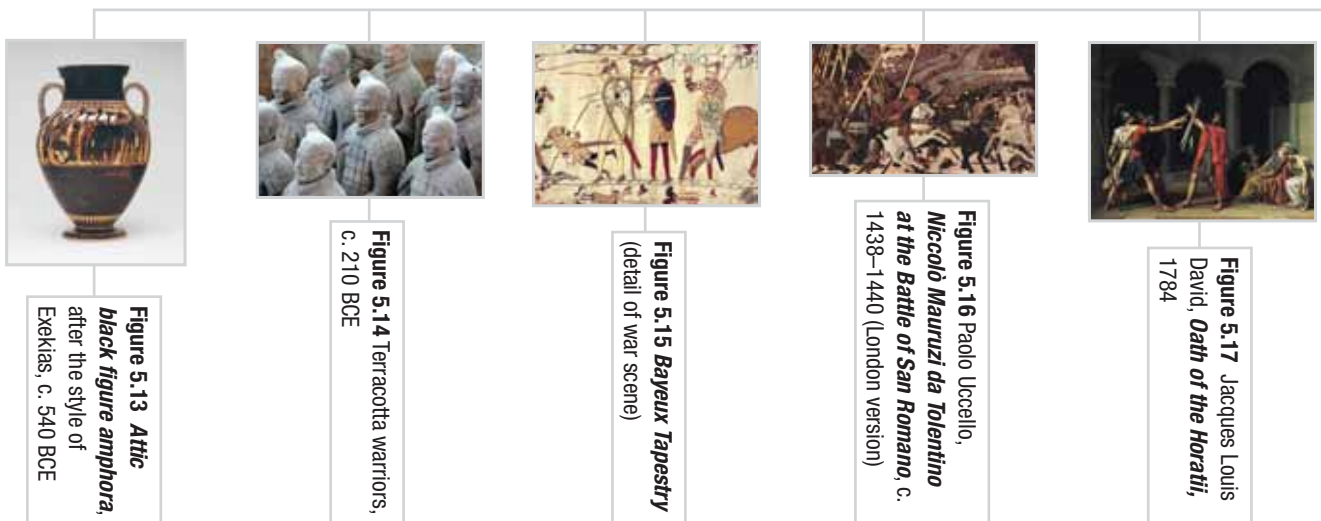 Figure 5.13 Attic
black figure amphora,
after the style of
Exekias, c. 540 BCE
Figure 5.14 Terracotta warriors,
c. 210 BCE
Figure 5.15 Bayeux Tapestry
(detail of war scene)
Figure 5.16 Paolo Uccello,
Niccolò Mauruzi da Tolentino
at the Battle of San Romano, c.
1438–1440 (London version)
Figure 5.17 Jacques Louis
David, Oath of the Horatii,
1784